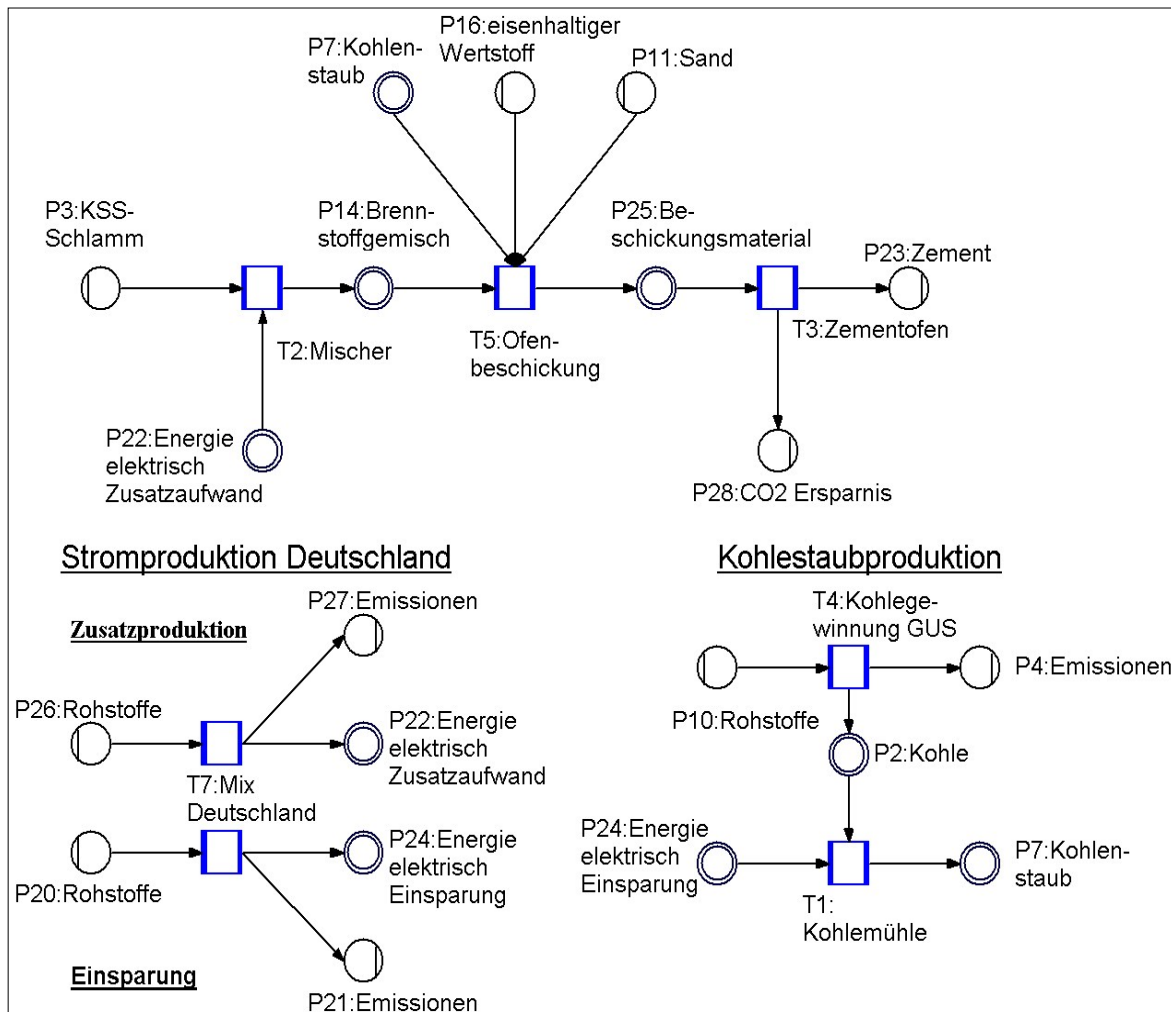 P16:eisenhaltiger
Wertstoff
P7:Kohlen-
staub
P11:Sand
P3:KSS-
Schlamm
P14:Brenn-
stoffgemisch
P25:Be-
schickungsmaterial
P23:Zement
T2:Mischer
T5:Ofen-
beschickung
T3:Zementofen
P22:Energie
elektrisch
Zusatzaufwand
P28:CO2 Ersparnis
Stromproduktion Deutschland
Zusatzproduktion
P27:Emissionen
P26:Rohstoffe
P22:Energie
elektrisch
Zusatzaufwand
T7:Mix
Deutschland
P24:Energie
elektrisch
Einsparung
P20:Rohstoffe
Einsparung
P21:Emissionen
Kohlestaubproduktion
T4:Kohlege-
winnung GUS
P4:Emissionen
P10:Rohstoffe
P2:Kohle
P24:Energie
elektrisch
Einsparung
P7:Kohlen-
staub
T1:
Kohlemühle